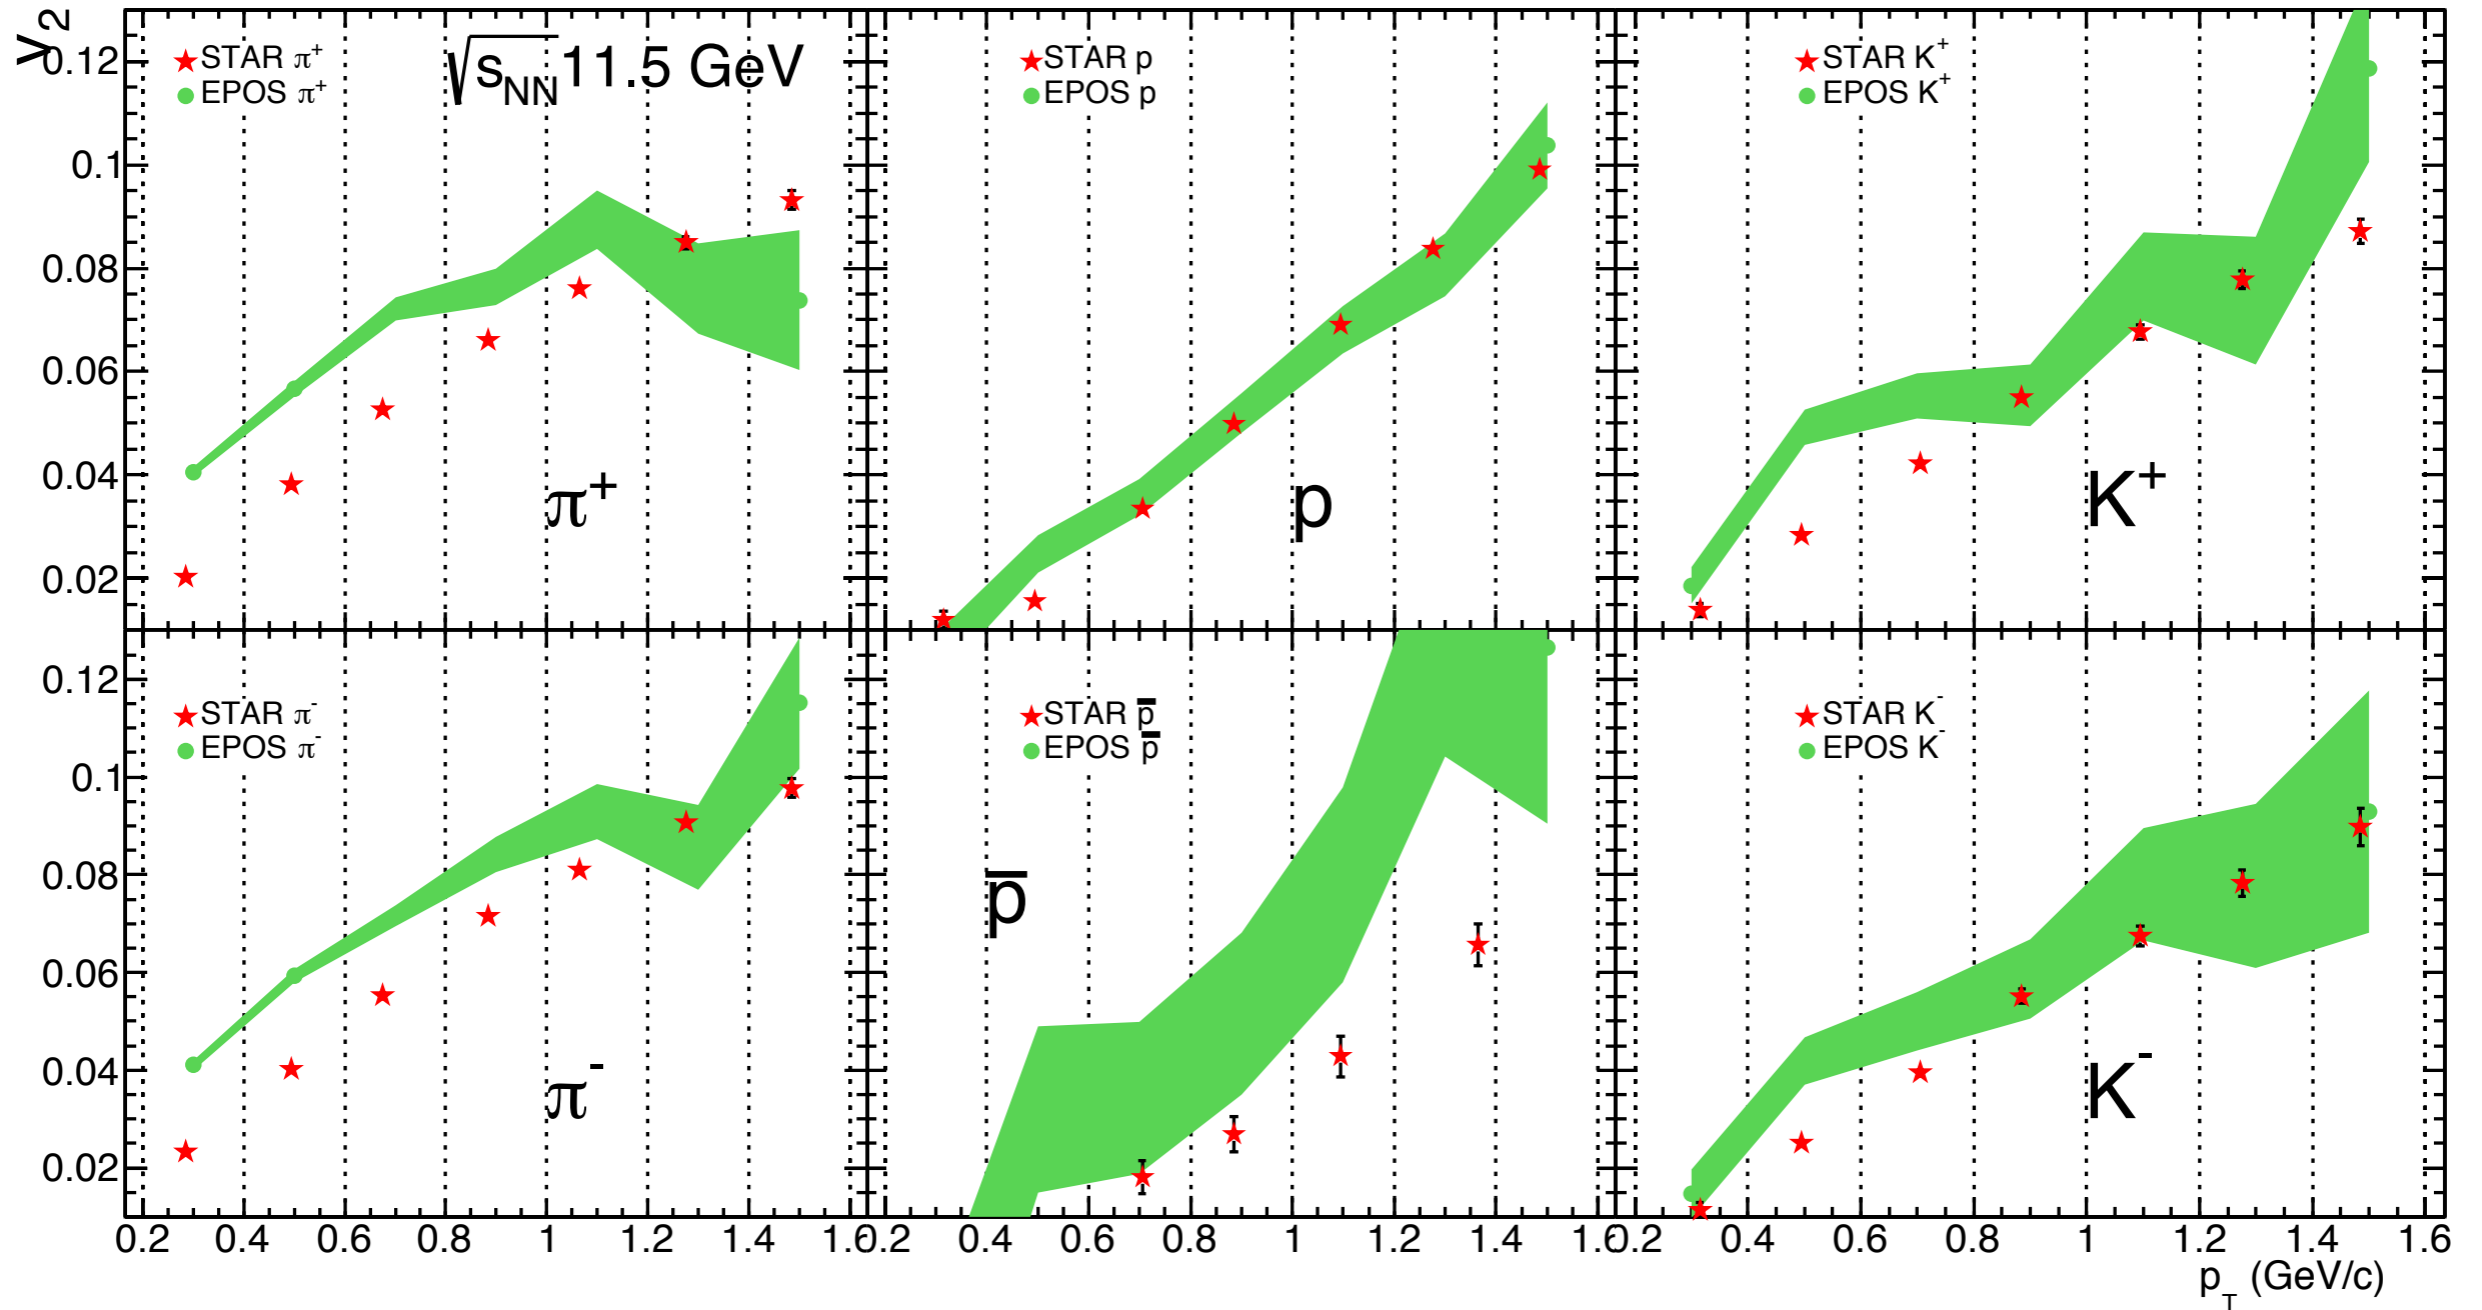 v2
STAR π+
EPOS π+
√sNN 11.5 GeV
STAR p
EPOS p
STAR K+
EPOS K+
0.12
0.1
0.08
0.06
0.04
0.02
π+
p
K+
STAR π-
EPOS π-
STAR p̅
EPOS p̅
STAR K-
EPOS K-
0.12
0.1
0.08
0.06
0.04
0.02
p̅
π-
K-
0.2 0.4 0.6 0.8 1 1.2 1.4 1.6
0.2 0.4 0.6 0.8 1 1.2 1.4 1.6
0.2 0.4 0.6 0.8 1 1.2 1.4 1.6
pT (GeV/c)